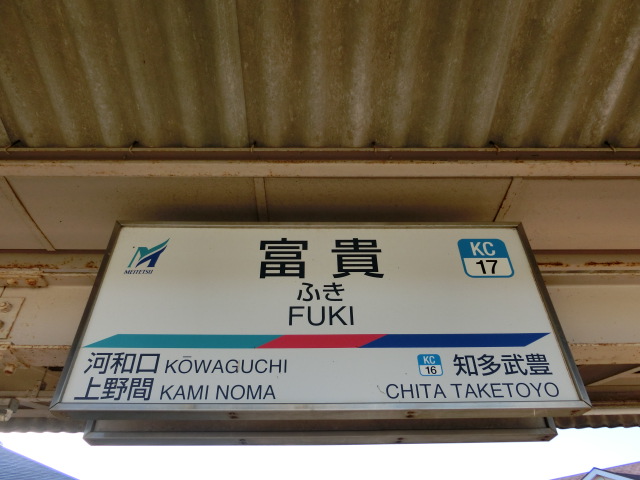 MEITETSU
富貴
KC
17
ふき
FUKI
河和口 KŌWAGUCHI
上野間 KAMI NOMA
KC
16
知多武豊
CHITA TAKETOYO